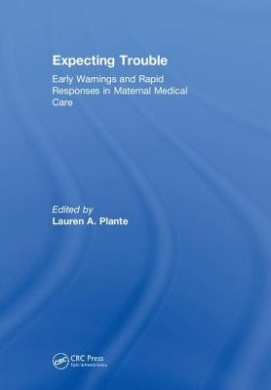 Expecting Trouble
Early Warnings and Rapid
Responses in Maternal Medical
Care
Edited by
Lauren A. Plante
CRC Press
Taylor & Francis Group